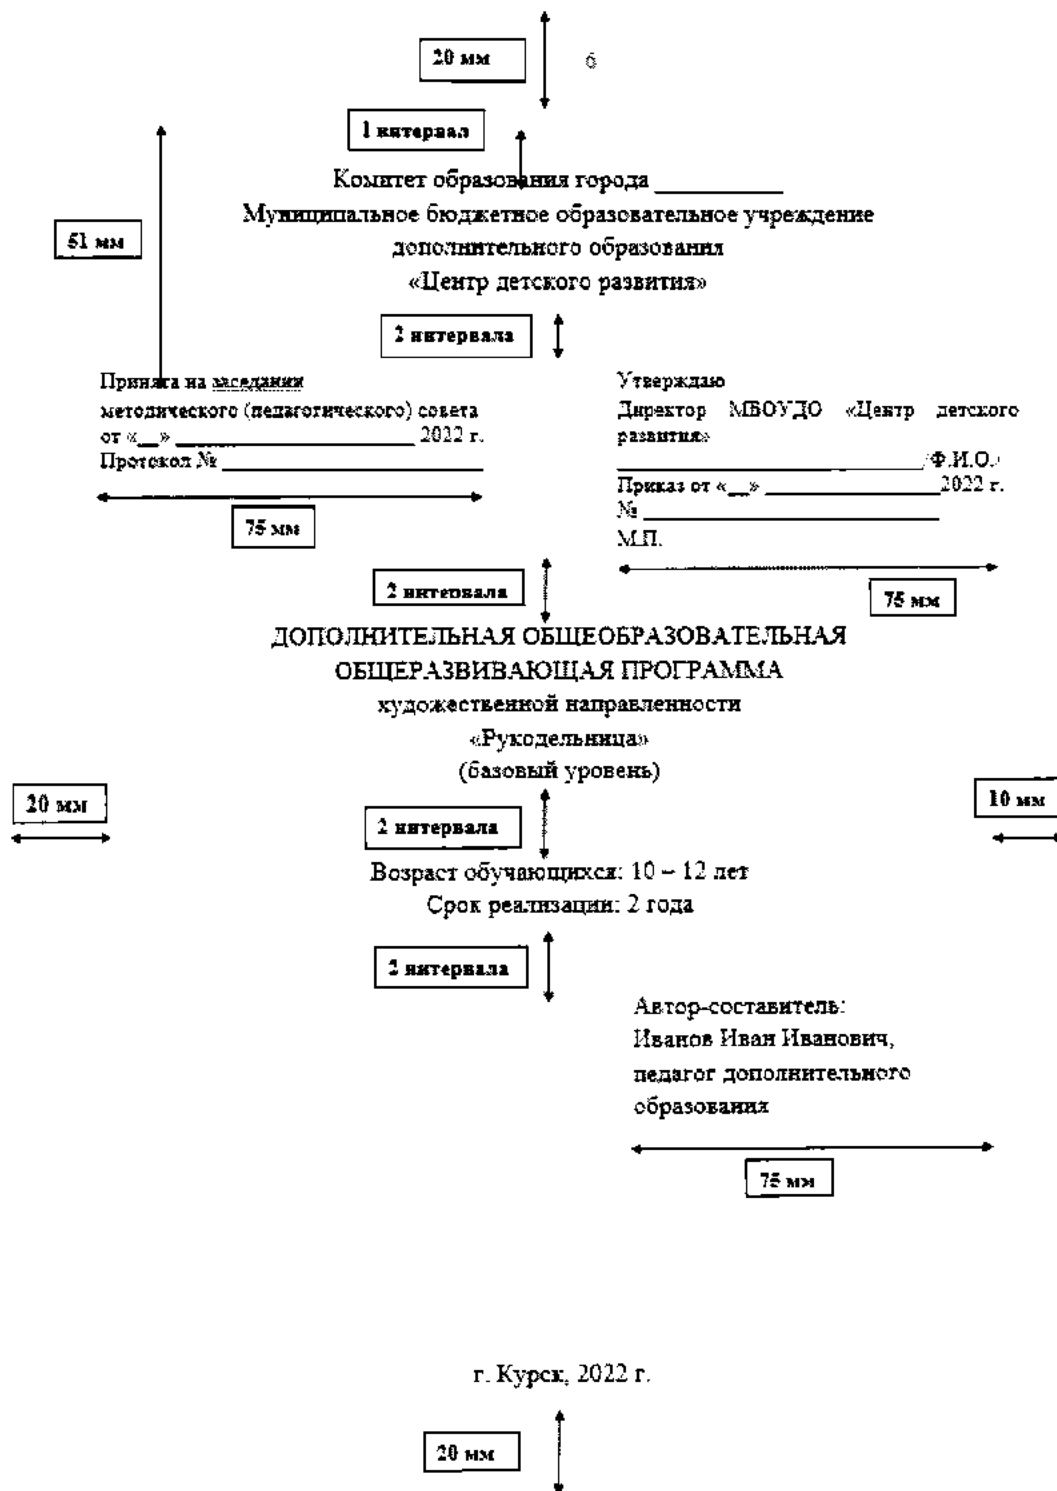 20 мм
6
1 интервал
Комитет образования города __________
Муниципальное бюджетное образовательное учреждение
дополнительного образования
«Центр детского развития»
51 мм
2 интервала
Принята на заседании
методического (педагогического) совета
от «__» ____________________ 2022 г.
Протокол № ______________________
75 мм
Утверждаю
Директор МБОУДО «Центр детского
развития»
__________________________/Ф.И.О./
Приказ от «__» _______________2022 г.
№ _________________________
М.П.
75 мм
2 интервала
ДОПОЛНИТЕЛЬНАЯ ОБЩЕОБРАЗОВАТЕЛЬНАЯ
ОБЩЕРАЗВИВАЮЩАЯ ПРОГРАММА
художественной направленности
«Рукодельница»
(базовый уровень)
20 мм
10 мм
2 интервала
Возраст обучающихся: 10 – 12 лет
Срок реализации: 2 года
2 интервала
Автор-составитель:
Иванов Иван Иванович,
педагог дополнительного
образования
75 мм
г. Курск, 2022 г.
20 мм